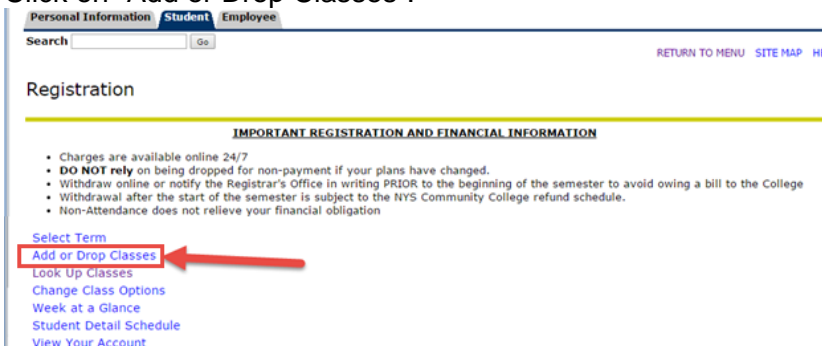 Click on "Add or Drop Classes".
Personal Information Student Employee
Search Go
RETURN TO MENU SITE MAP
Registration
IMPORTANT REGISTRATION AND FINANCIAL INFORMATION
• Charges are available online 24/7
• DO NOT rely on being dropped for non-payment if your plans have changed.
• Withdraw online or notify the Registrar's Office in writing PRIOR to the beginning of the semester to avoid owing a bill to the College
• Withdrawal after the start of the semester is subject to the NYS Community College refund schedule.
• Non-Attendance does not relieve your financial obligation
Select Term
Add or Drop Classes
Look Up Classes
Change Class Options
Week at a Glance
Student Detail Schedule
View Your Account